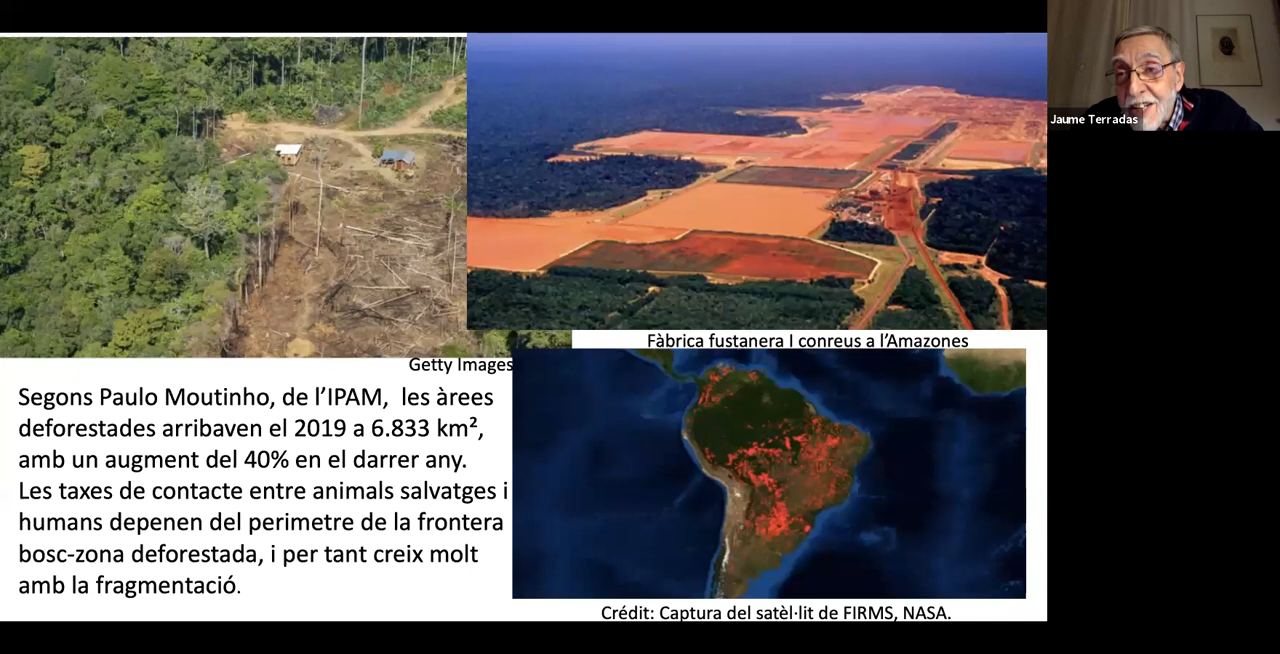 Jaume Terradas
Fàbrica fustanera I conreus a l’Amazones
Getty Images
Segons Paulo Moutinho, de l’IPAM, les àrees
deforestades arribaven el 2019 a 6.833 km²,
amb un augment del 40% en el darrer any.
Les taxes de contacte entre animals salvatges i
humans depenen del perimetre de la frontera
bosc-zona deforestada, i per tant creix molt
amb la fragmentació.
Crédit: Captura del satèl·lit de FIRMS, NASA.